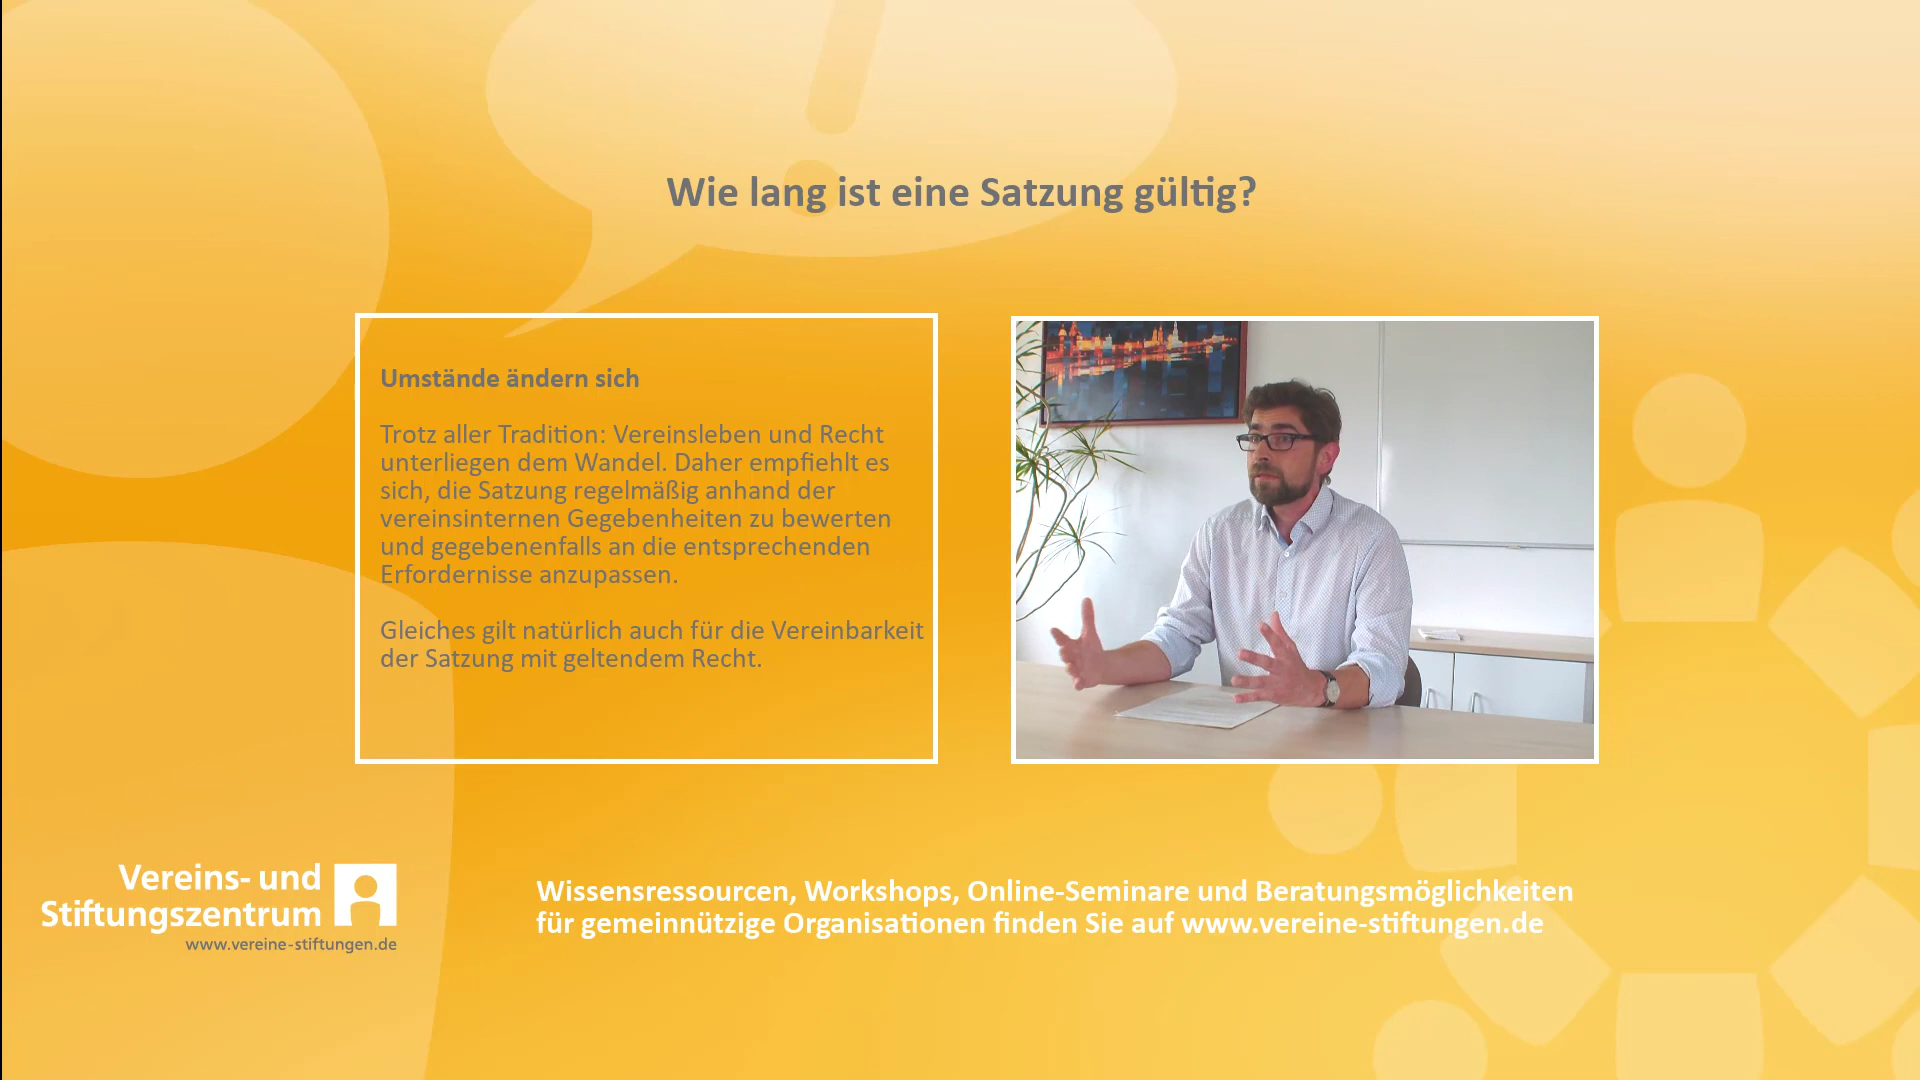 Wie lang ist eine Satzung gültig?
Umstände ändern sich
Trotz aller Tradition: Vereinsleben und Recht
unterliegen dem Wandel. Daher empfiehlt es
sich, die Satzung regelmäßig anhand der
vereinsinternen Gegebenheiten zu bewerten
und gegebenenfalls an die entsprechenden
Erfordernisse anzupassen.
Gleiches gilt natürlich auch für die Vereinbarkeit
der Satzung mit geltendem Recht.
Vereins- und
Stiftungszentrum
www.vereine-stiftungen.de
Wissensressourcen, Workshops, Online-Seminare und Beratungsmöglichkeiten
für gemeinnützige Organisationen finden Sie auf www.vereine-stiftungen.de